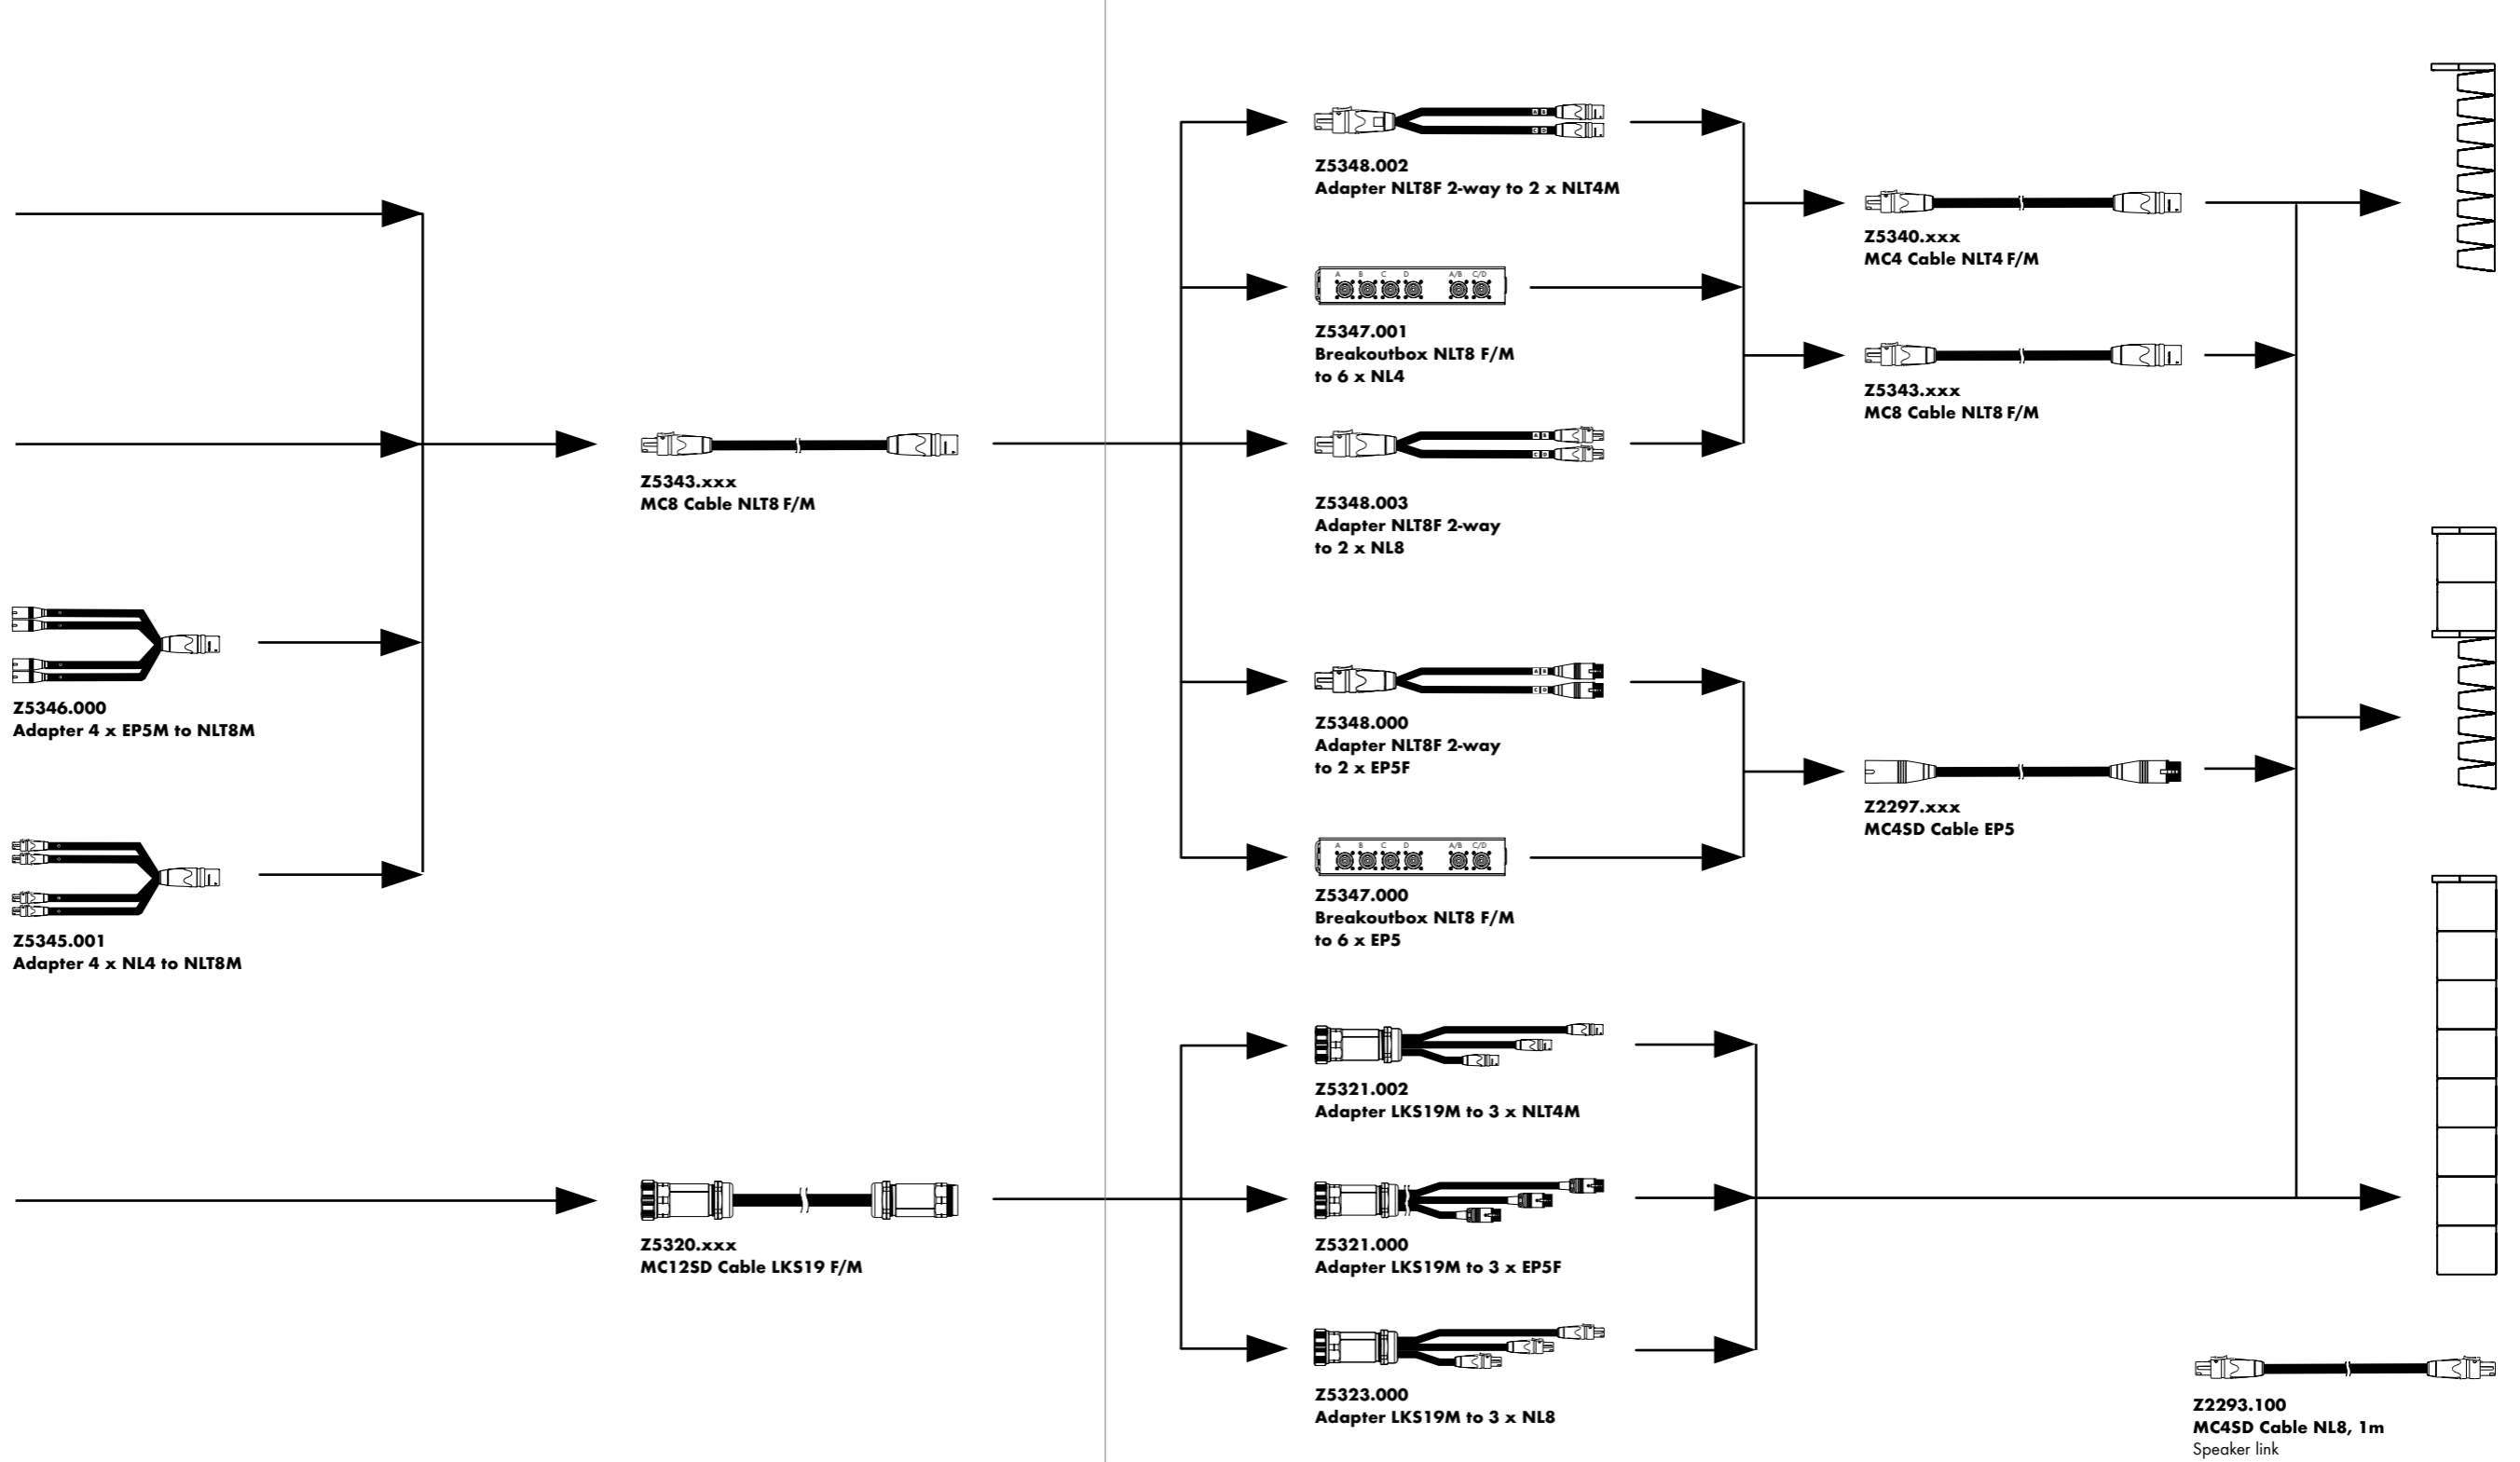 Z5348.002
Adapter NLT8F 2-way to 2 x NLT4M
A B C D A/B C/D
Z5347.001
Breakoutbox NLT8 F/M
to 6 x NL4
Z5340.xxx
MC4 Cable NLT4 F/M
Z5343.xxx
MC8 Cable NLT8 F/M
Z5343.xxx
MC8 Cable NLT8 F/M
Z5348.003
Adapter NLT8F 2-way
to 2 x NL8
Z5346.000
Adapter 4 x EP5M to NLT8M
Z5348.000
Adapter NLT8F 2-way
to 2 x EP5F
Z2297.xxx
MC4SD Cable EP5
A B C D A/B C/D
Z5347.000
Breakoutbox NLT8 F/M
to 6 x EP5
Z5345.001
Adapter 4 x NL4 to NLT8M
Z5321.002
Adapter LKS19M to 3 x NLT4M
Z5320.xxx
MC12SD Cable LKS19 F/M
Z5321.000
Adapter LKS19M to 3 x EP5F
Z5323.000
Adapter LKS19M to 3 x NL8
Z2293.100
MC4SD Cable NL8, 1m
Speaker link